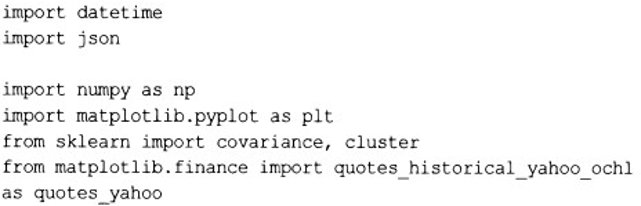 import datetime
import json

import numpy as np
import matplotlib.pyplot as plt
from sklearn import covariance, cluster
from matplotlib.finance import quotes_historical_yahoo_ochl
as quotes_yahoo